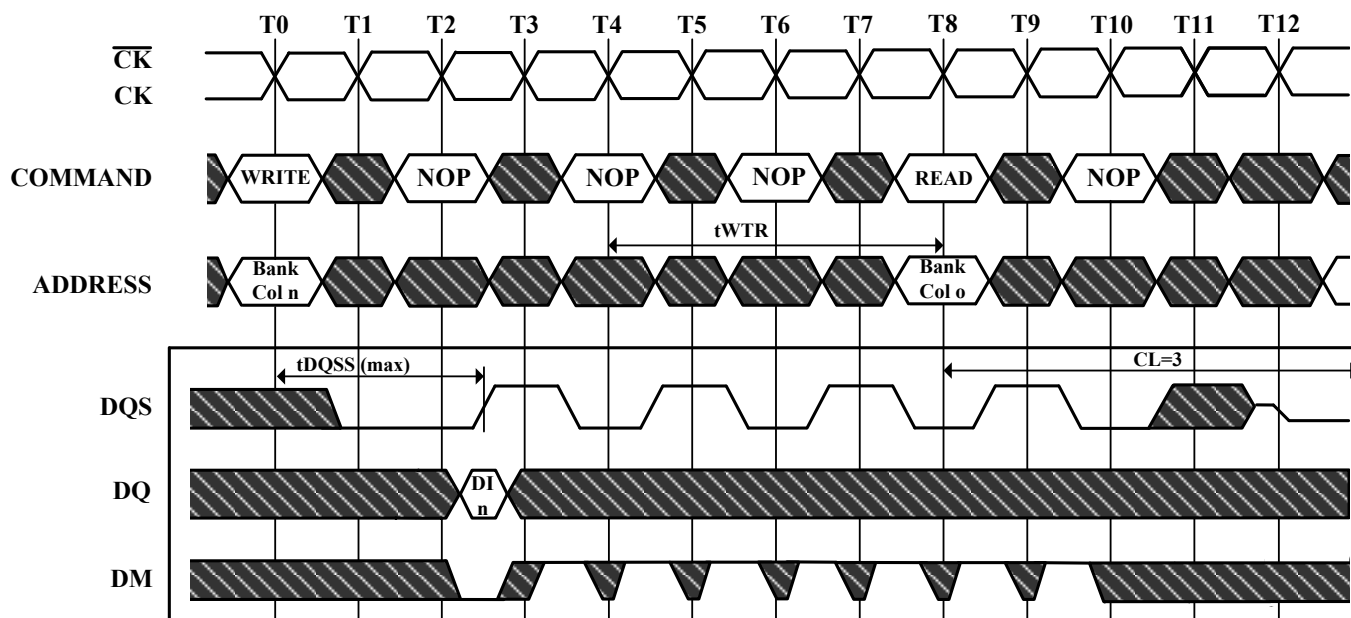 T0 T1 T2 T3 T4 T5 T6 T7 T8 T9 T10 T11 T12
CK
CK
COMMAND WRITE NOP NOP NOP READ NOP
tWTR
ADDRESS Bank Col n Bank Col o
tDQSS (max) CL=3
DQS
DQ DI n
DM